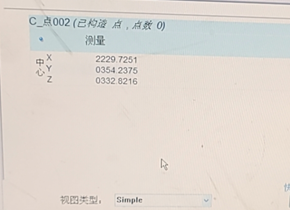 C_点002 (已构造 点 , 点数 0)
测量
中心
X 2229.7251
Y 0354.2375
Z 0332.8216
视图类型: Simple